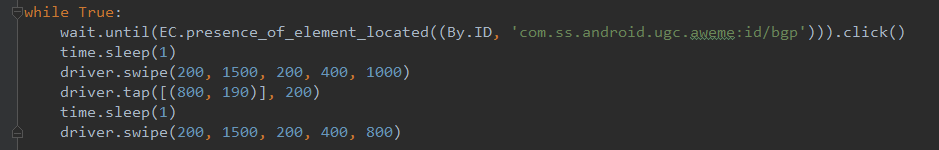 while True:
    wait.until(EC.presence_of_element_located((By.ID, 'com.ss.android.ugc.aweme:id/bgp'))).click()
    time.sleep(1)
    driver.swipe(200, 1500, 200, 400, 1000)
    driver.tap([(800, 190)], 200)
    time.sleep(1)
    driver.swipe(200, 1500, 200, 400, 800)